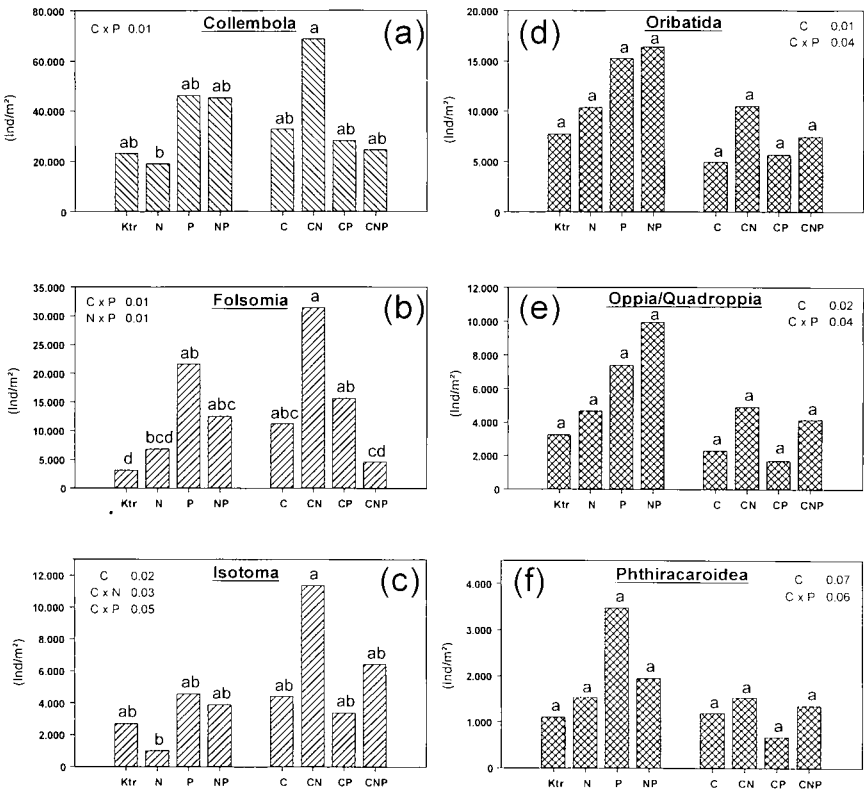 C x P 0.01
Collembola
(a)
80.000
60.000
40.000
20.000
0
(Ind/m²)
ab b ab ab ab a ab ab
Ktr N P NP C CN CP CNP
C x P 0.01
N x P 0.01
Folsomia
(b)
35.000
30.000
25.000
20.000
15.000
10.000
5.000
0
(Ind/m²)
d bcd ab abc abc a ab cd
Ktr N P NP C CN CP CNP
C 0.02
C x N 0.03
C x P 0.05
Isotoma
(c)
12.000
10.000
8.000
6.000
4.000
2.000
0
(Ind/m²)
ab b ab ab ab a ab ab
Ktr N P NP C CN CP CNP
(d)
Oribatida
C 0.01
C x P 0.04
20.000
15.000
10.000
5.000
0
(Ind/m²)
a a a a a a a a
Ktr N P NP C CN CP CNP
(e)
Oppia/Quadroppia
C 0.02
C x P 0.04
12.000
10.000
8.000
6.000
4.000
2.000
0
(Ind/m²)
a a a a a a a a
Ktr N P NP C CN CP CNP
(f)
Phthiracaroidea
C 0.07
C x P 0.06
4.000
3.000
2.000
1.000
0
(Ind/m²)
a a a a a a a a
Ktr N P NP C CN CP CNP